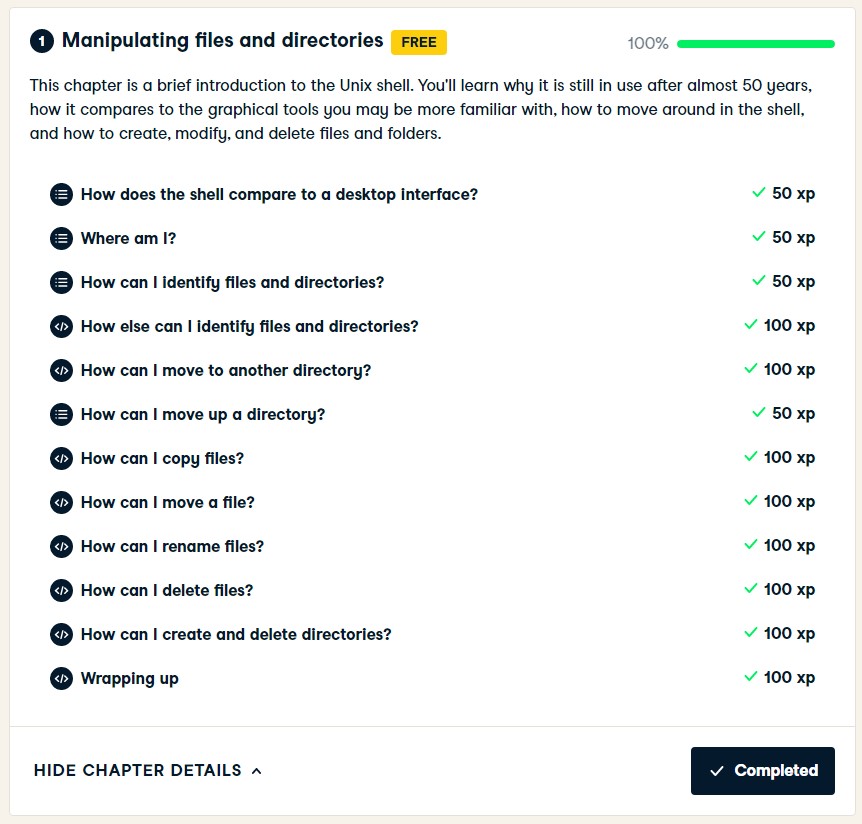 1 Manipulating files and directories FREE 100%
This chapter is a brief introduction to the Unix shell. You'll learn why it is still in use after almost 50 years,
how it compares to the graphical tools you may be more familiar with, how to move around in the shell,
and how to create, modify, and delete files and folders.
How does the shell compare to a desktop interface? 50 xp
Where am I? 50 xp
How can I identify files and directories? 50 xp
How else can I identify files and directories? 100 xp
How can I move to another directory? 100 xp
How can I move up a directory? 50 xp
How can I copy files? 100 xp
How can I move a file? 100 xp
How can I rename files? 100 xp
How can I delete files? 100 xp
How can I create and delete directories? 100 xp
Wrapping up 100 xp
HIDE CHAPTER DETAILS Completed